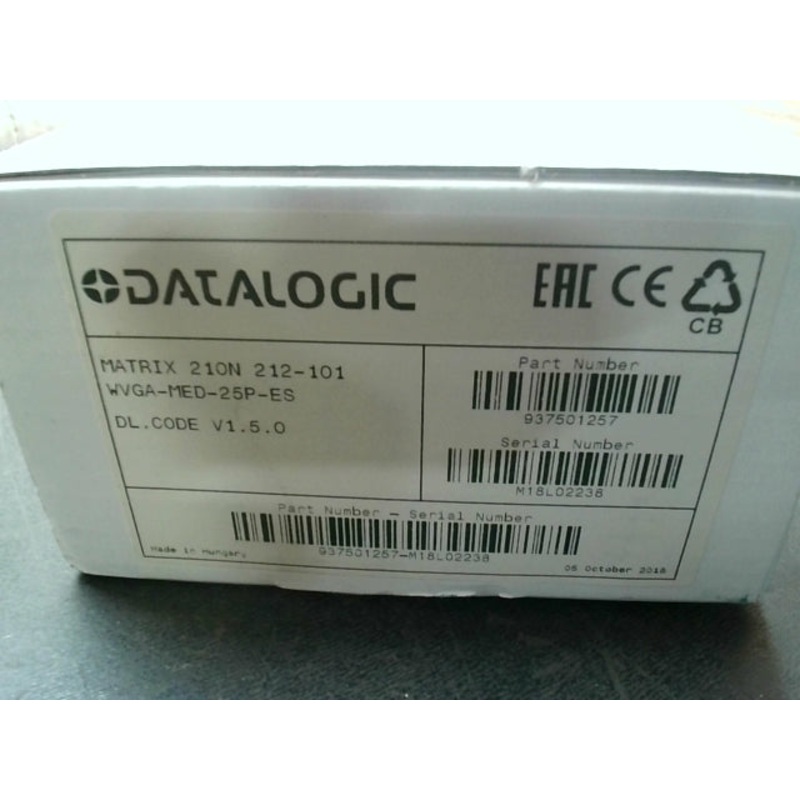 DATALOGIC
EAC CE
CB
MATRIX 210N 212-101
WVGA-MED-25P-ES
DL.CODE V1.5.0
Part Number
937501257
Serial Number
M18L02238
Part Number - Serial Number
937501257-M18L02238
Made in Hungary
05 October 2018